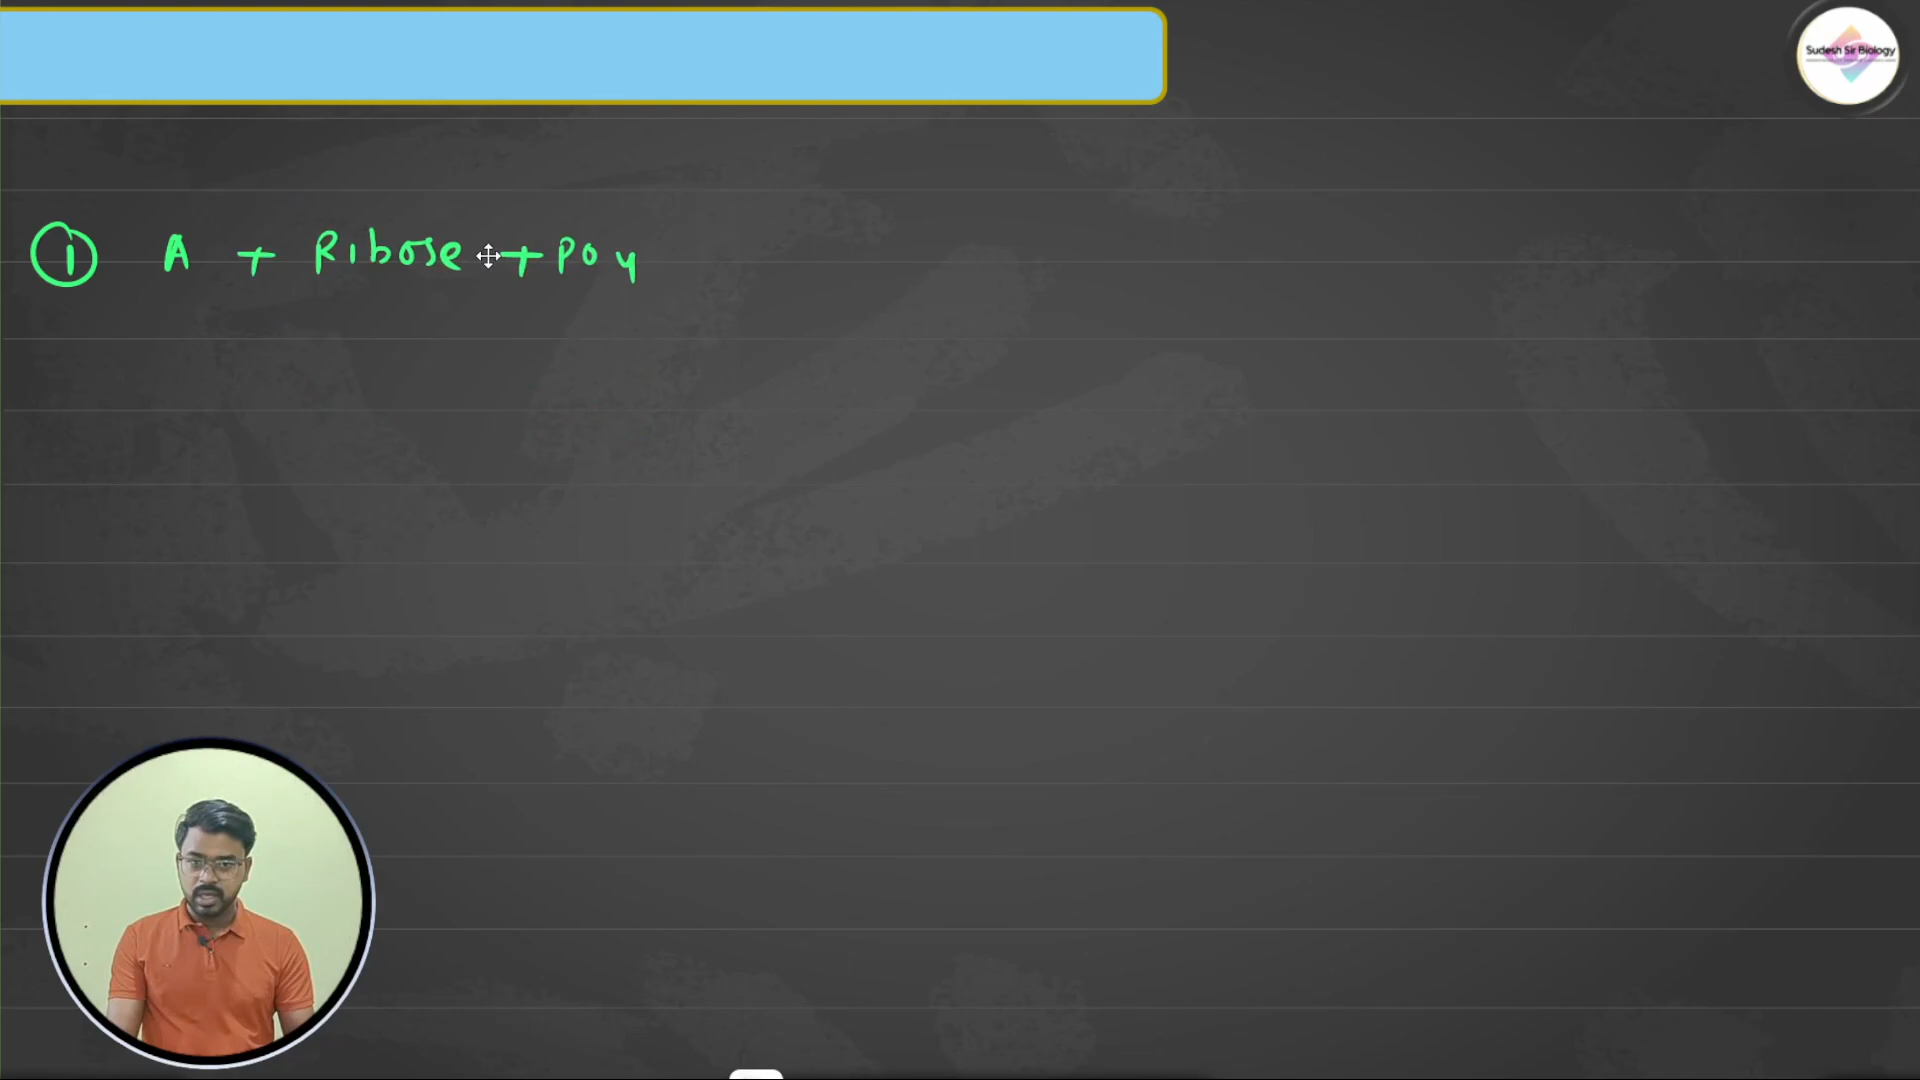 Sudesh Sir Biology
① A + Ribose + PO4